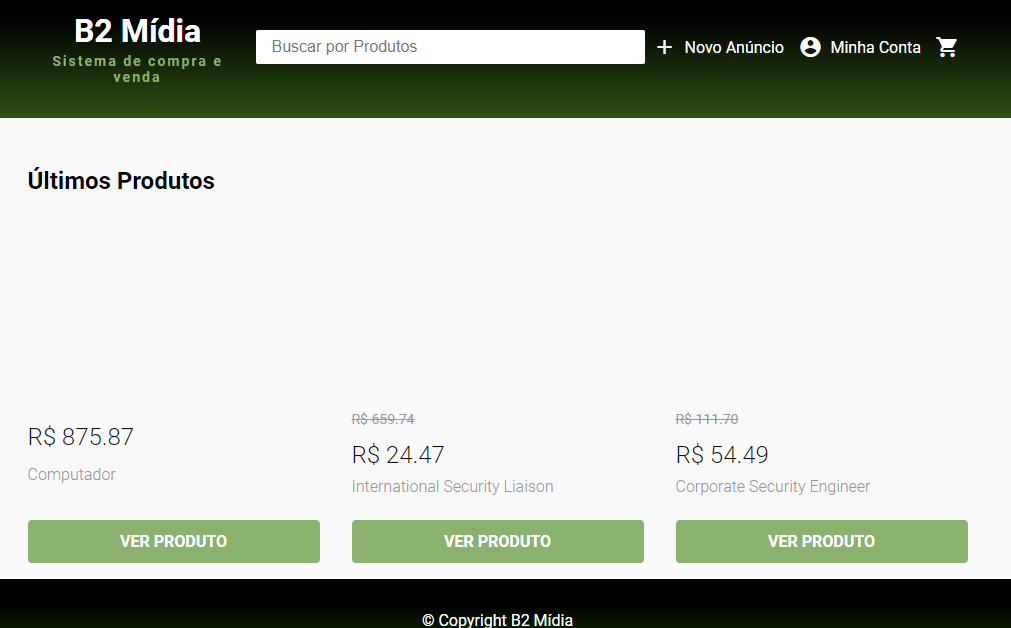 B2 Mídia
Sistema de compra e
venda
Buscar por Produtos
Novo Anúncio
Minha Conta
Últimos Produtos
R$ 875.87
Computador
VER PRODUTO
R$ 659.74
R$ 24.47
International Security Liaison
VER PRODUTO
R$ 111.70
R$ 54.49
Corporate Security Engineer
VER PRODUTO
© Copyright B2 Mídia